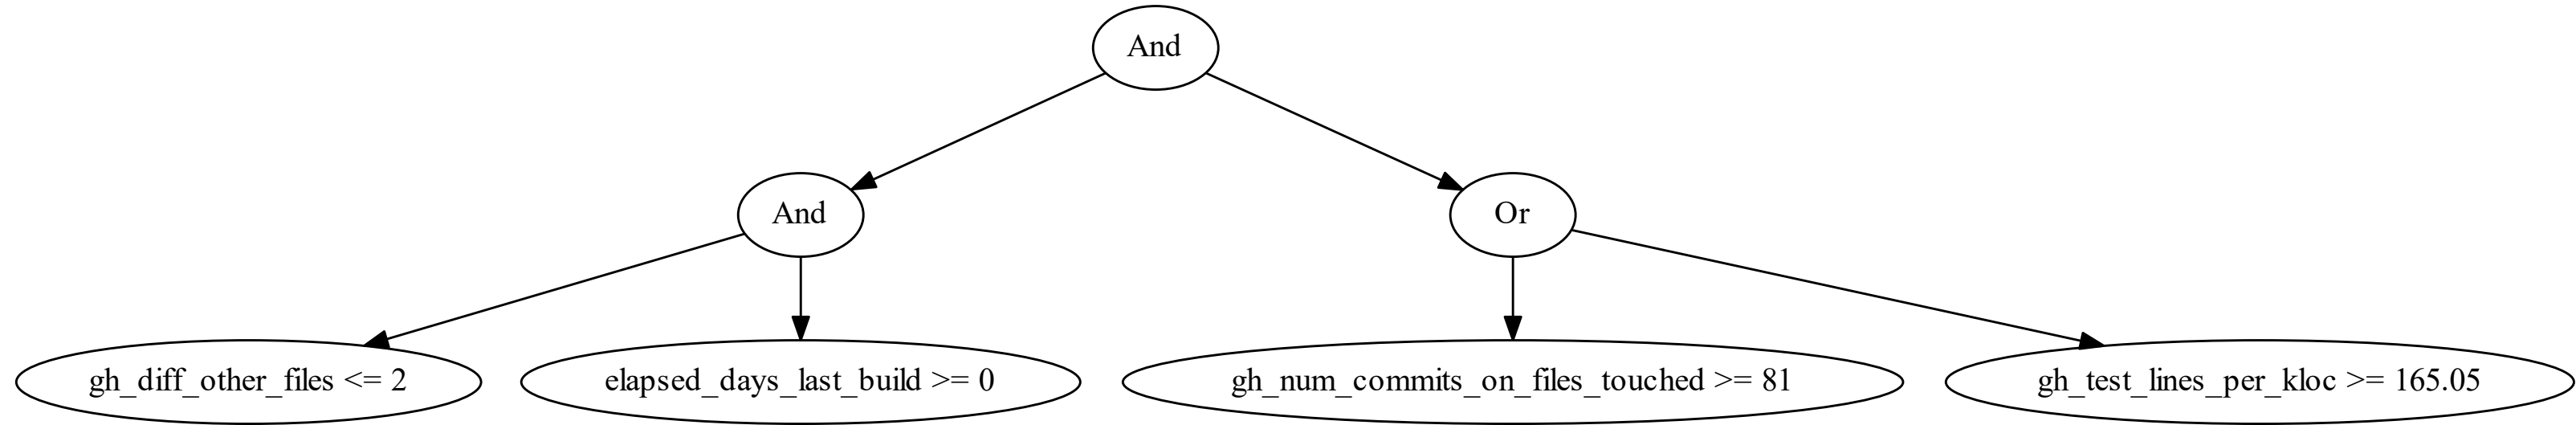 And
And
Or
gh_diff_other_files <= 2
elapsed_days_last_build >= 0
gh_num_commits_on_files_touched >= 81
gh_test_lines_per_kloc >= 165.05